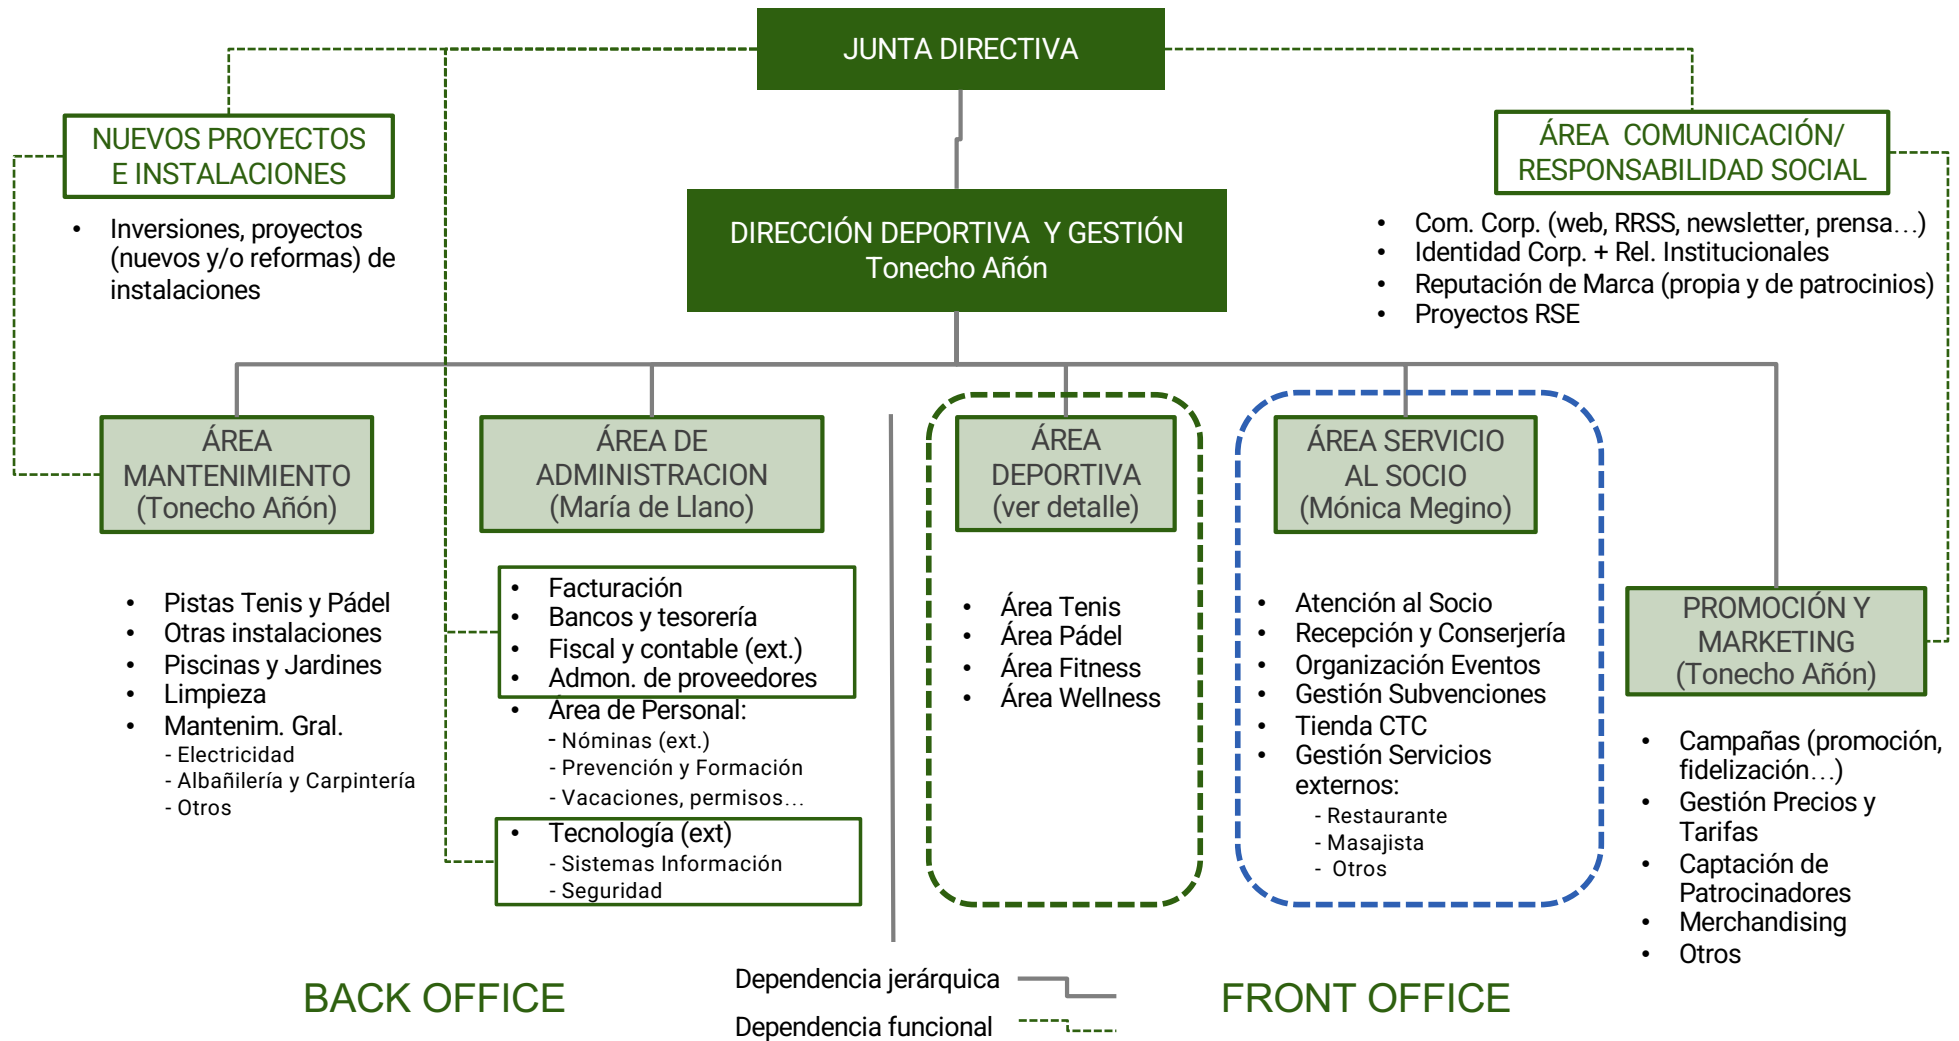 JUNTA DIRECTIVA
NUEVOS PROYECTOS
E INSTALACIONES
ÁREA COMUNICACIÓN/
RESPONSABILIDAD SOCIAL
• Inversiones, proyectos
(nuevos y/o reformas) de
instalaciones
DIRECCIÓN DEPORTIVA Y GESTIÓN
Tonecho Añón
• Com. Corp. (web, RRSS, newsletter, prensa…)
• Identidad Corp. + Rel. Institucionales
• Reputación de Marca (propia y de patrocinios)
• Proyectos RSE
ÁREA
MANTENIMIENTO
(Tonecho Añón)
• Pistas Tenis y Pádel
• Otras instalaciones
• Piscinas y Jardines
• Limpieza
• Mantenim. Gral.
- Electricidad
- Albañilería y Carpintería
- Otros
ÁREA DE
ADMINISTRACION
(María de Llano)
• Facturación
• Bancos y tesorería
• Fiscal y contable (ext.)
• Admon. de proveedores
• Área de Personal:
- Nóminas (ext.)
- Prevención y Formación
- Vacaciones, permisos…
• Tecnología (ext)
- Sistemas Información
- Seguridad
ÁREA
DEPORTIVA
(ver detalle)
• Área Tenis
• Área Pádel
• Área Fitness
• Área Wellness
ÁREA SERVICIO
AL SOCIO
(Mónica Megino)
• Atención al Socio
• Recepción y Conserjería
• Organización Eventos
• Gestión Subvenciones
• Tienda CTC
• Gestión Servicios
externos:
- Restaurante
- Masajista
- Otros
PROMOCIÓN Y
MARKETING
(Tonecho Añón)
• Campañas (promoción,
fidelización…)
• Gestión Precios y
Tarifas
• Captación de
Patrocinadores
• Merchandising
• Otros
BACK OFFICE
Dependencia jerárquica
Dependencia funcional
FRONT OFFICE